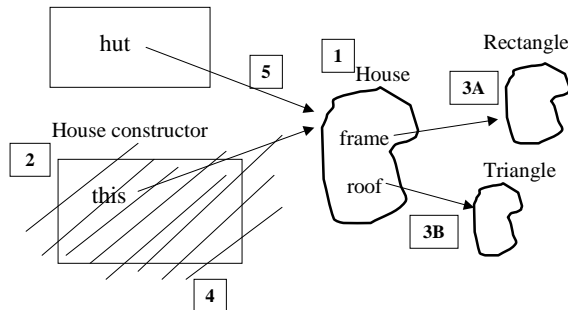 hut
5
1
House
Rectangle
3A
House constructor
2
this
frame
roof
Triangle
3B
4